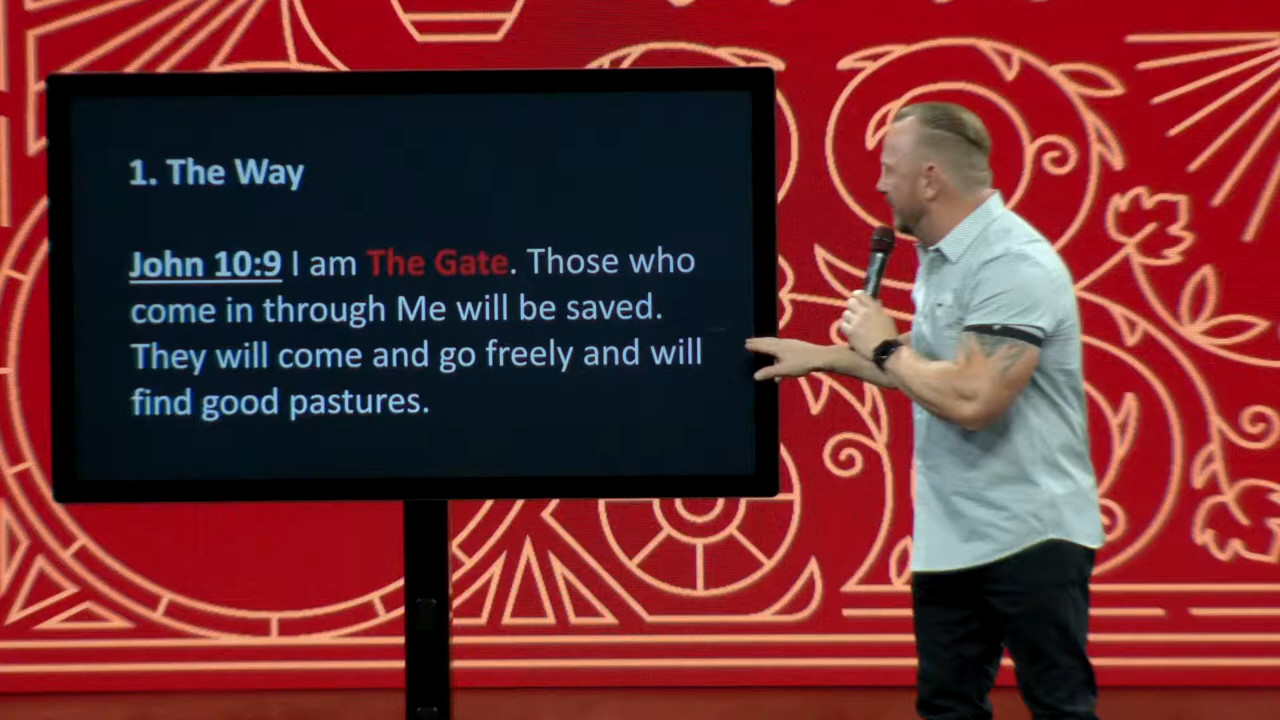 1. The Way
John 10:9 I am The Gate. Those who
come in through Me will be saved.
They will come and go freely and will
find good pastures.